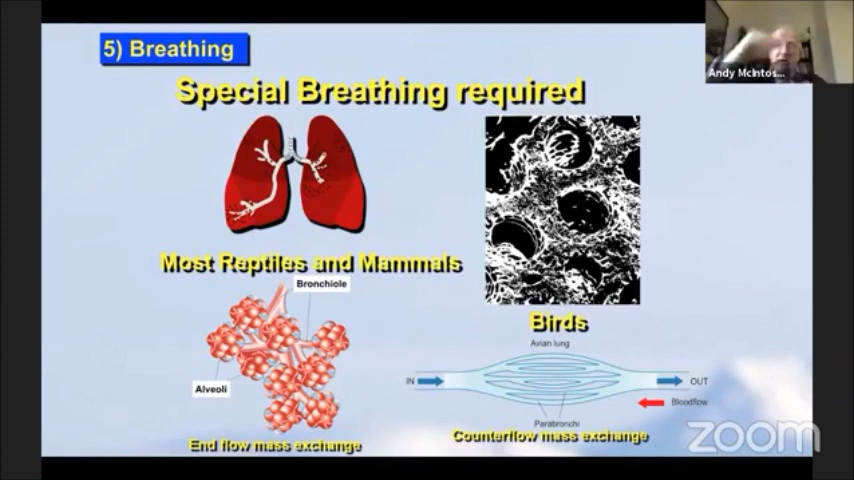 5) Breathing
Andy McIntos...
Special Breathing required
Most Reptiles and Mammals
Bronchiole
Alveoli
End flow mass exchange
Birds
Avian lung
IN
OUT
Bloodflow
Parabronchi
Counterflow mass exchange
zoom